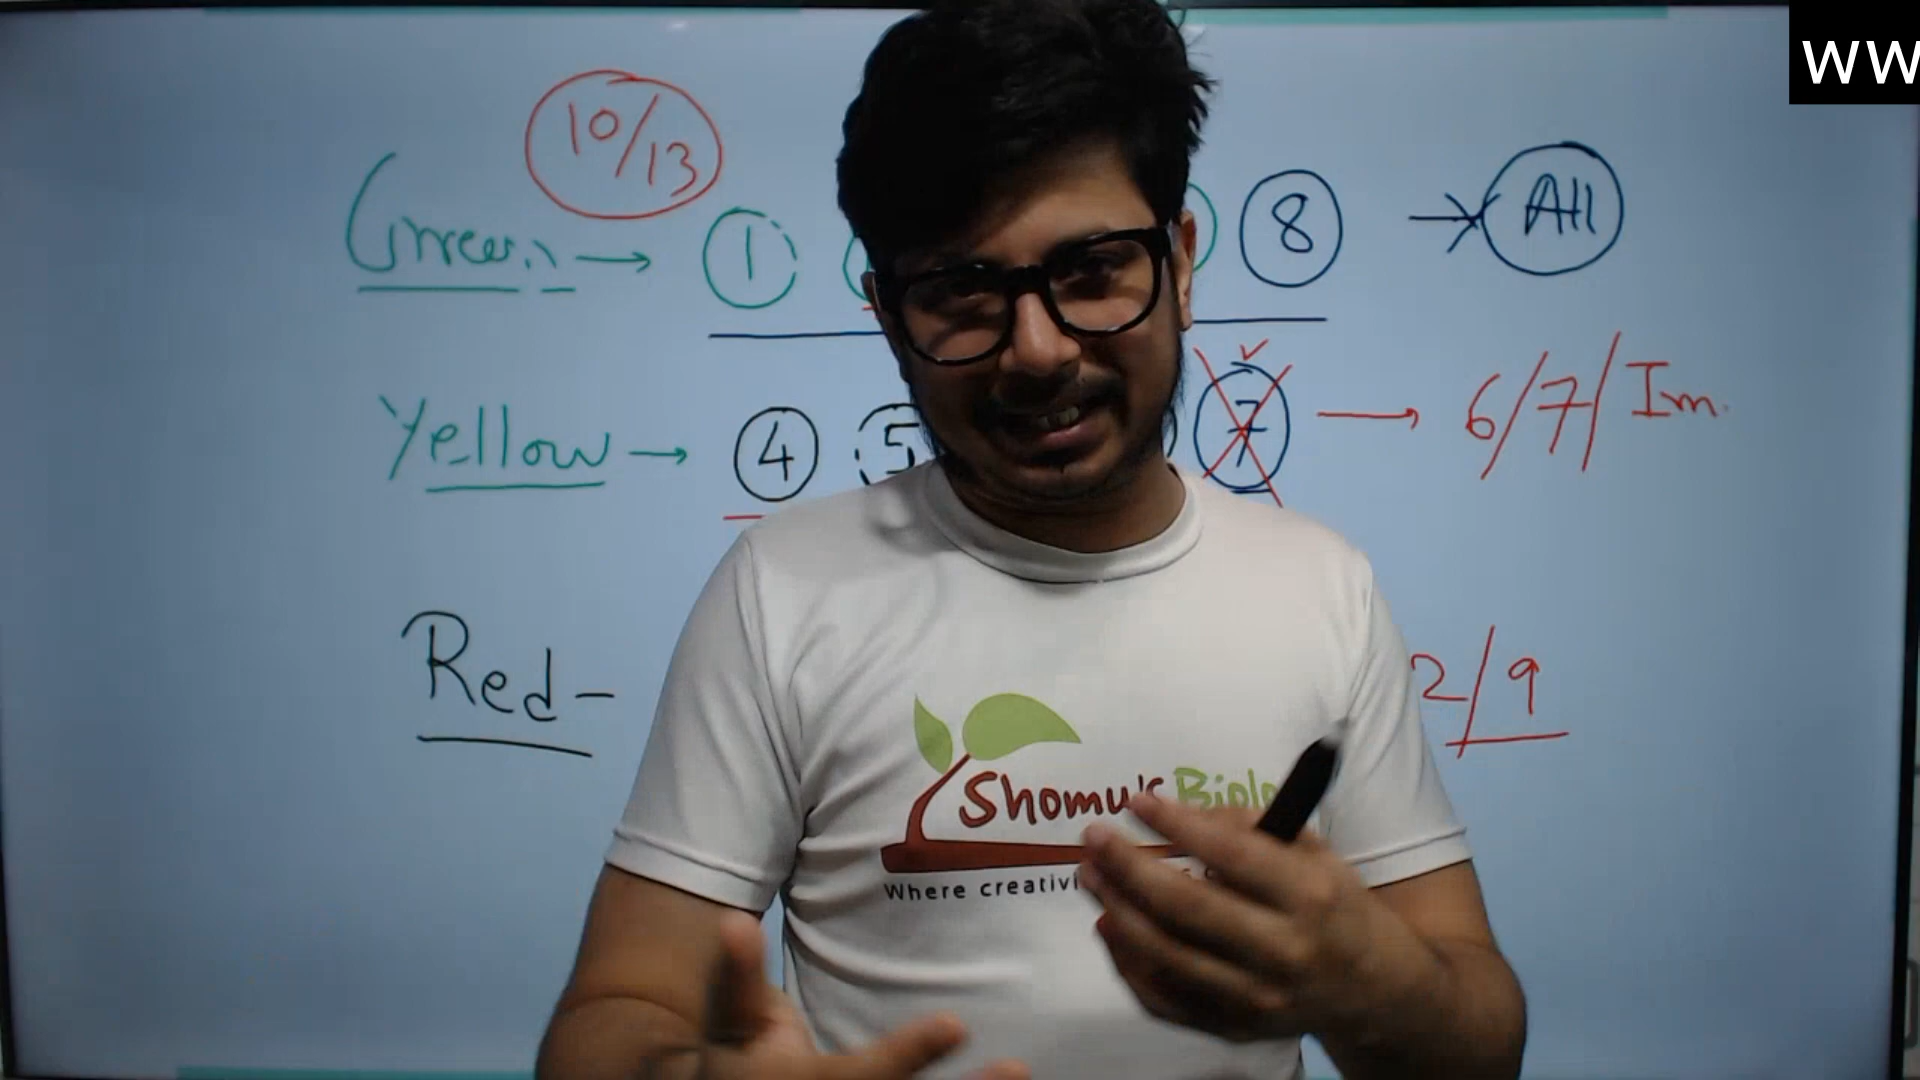 WW
10/13
Green → 1 8 → All
Yellow → 4 5 7 → 6/7/Im.
Red - 2/9
Shomu's Biolo
Where creativi